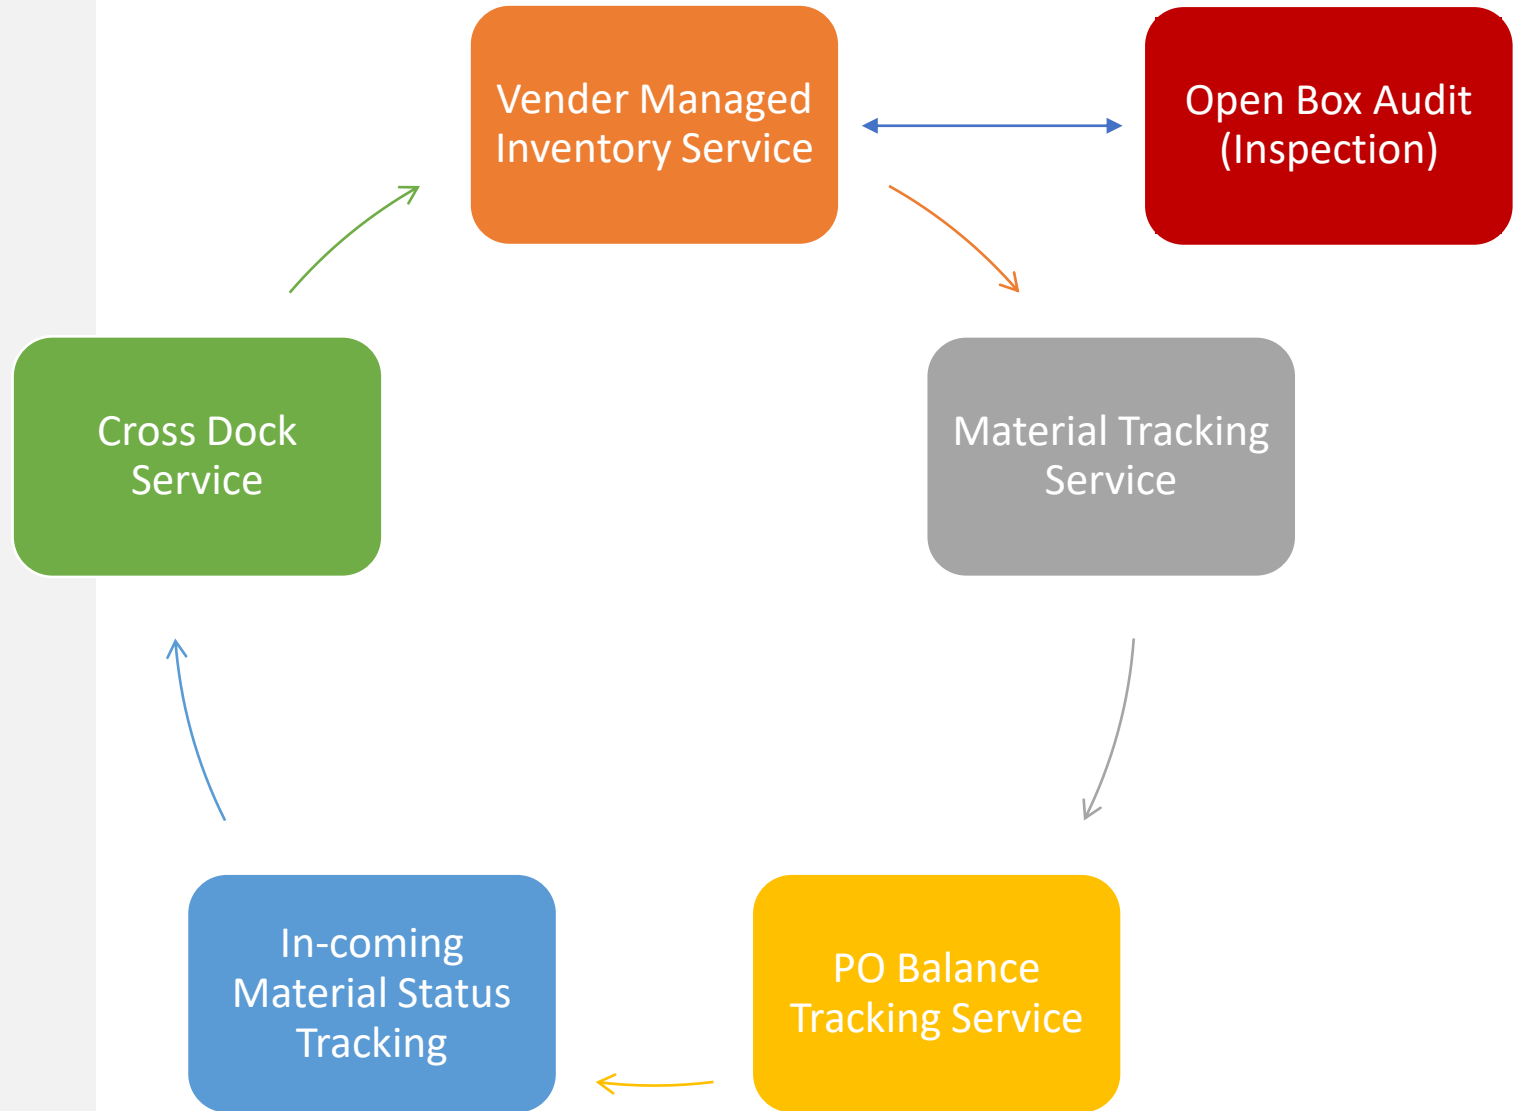 Vender Managed
Inventory Service
Open Box Audit
(Inspection)
Cross Dock
Service
Material Tracking
Service
In-coming
Material Status
Tracking
PO Balance
Tracking Service